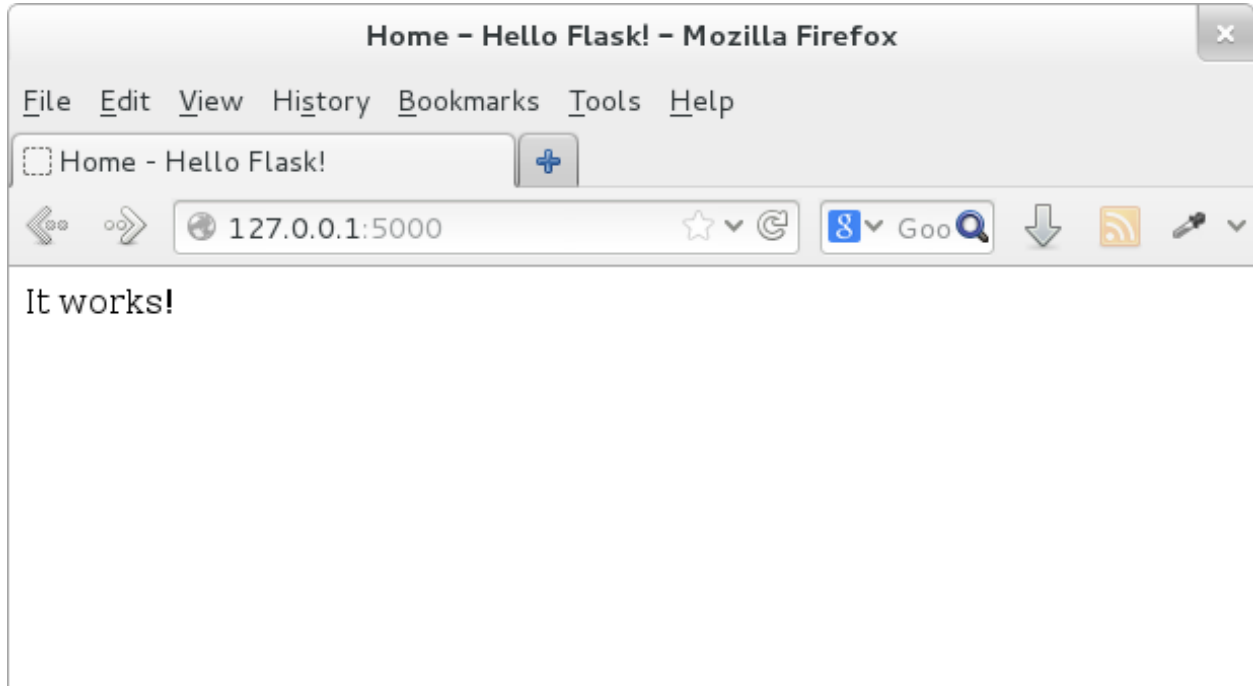 Home – Hello Flask! – Mozilla Firefox
File Edit View History Bookmarks Tools Help
Home - Hello Flask!
127.0.0.1:5000 8 Goo
It works!